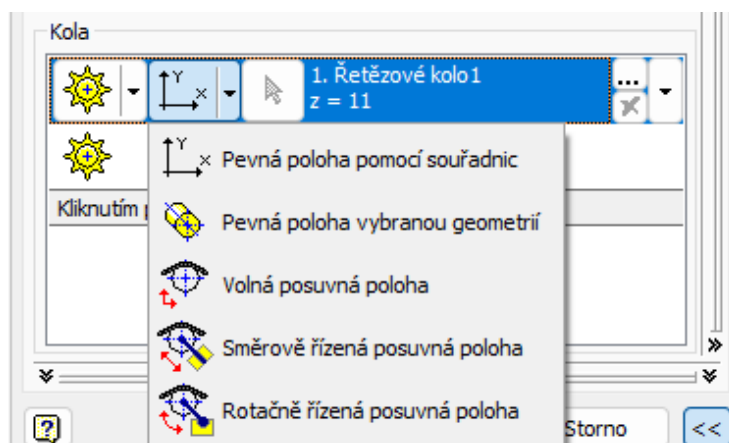 Kola
Y
X
1. Řetězové kolo1
z = 11
...
Y
X
Pevná poloha pomocí souřadnic
Kliknutím
Pevná poloha vybranou geometrií
Volná posuvná poloha
Směrově řízená posuvná poloha
Rotačně řízená posuvná poloha
?
Storno
<<